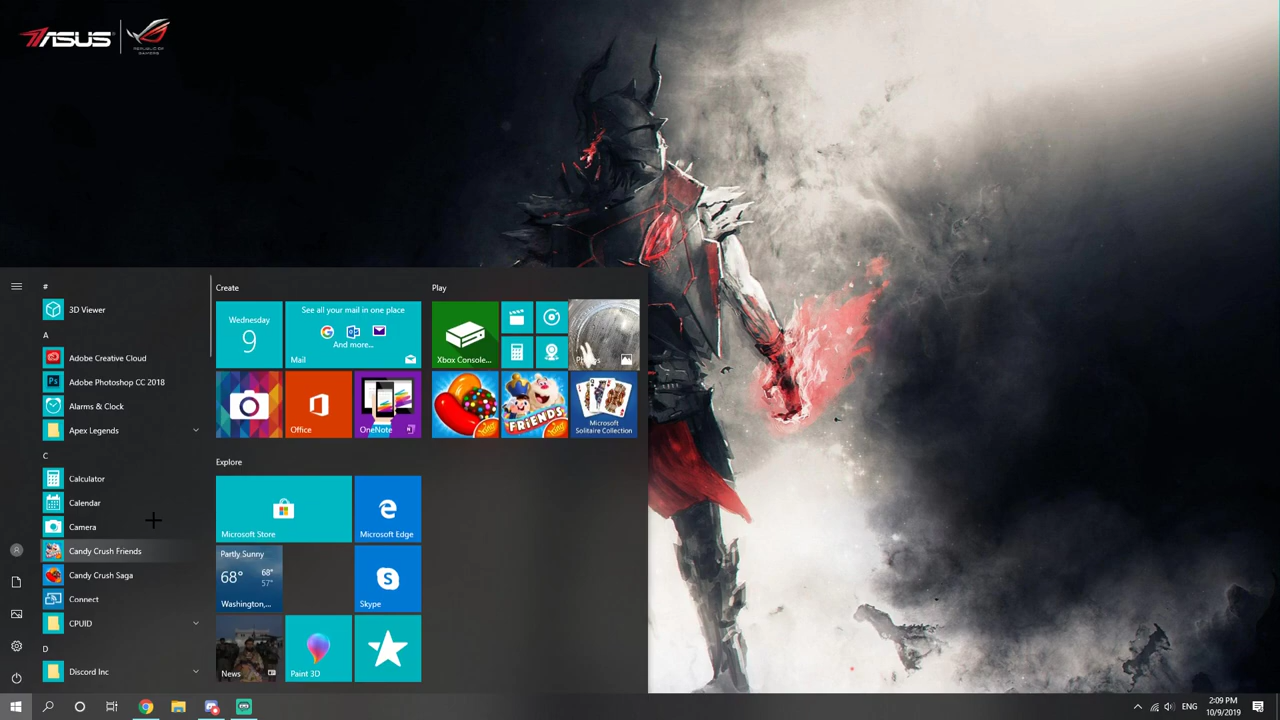 ASUS
REPUBLIC OF
GAMERS
#
3D Viewer
A
Adobe Creative Cloud
Adobe Photoshop CC 2018
Alarms & Clock
Apex Legends
C
Calculator
Calendar
Camera
Candy Crush Friends
Candy Crush Saga
Connect
CPUID
D
Discord Inc
Create
Wednesday
9
See all your mail in one place
And more...
Mail
Office
OneNote
Play
Xbox Console...
Photos
FRIENDS
Microsoft
Solitaire Collection
Explore
Microsoft Store
Microsoft Edge
Partly Sunny
68°
68°
57°
Washington,...
Skype
News
Paint 3D
ENG
2:09 PM
10/9/2019